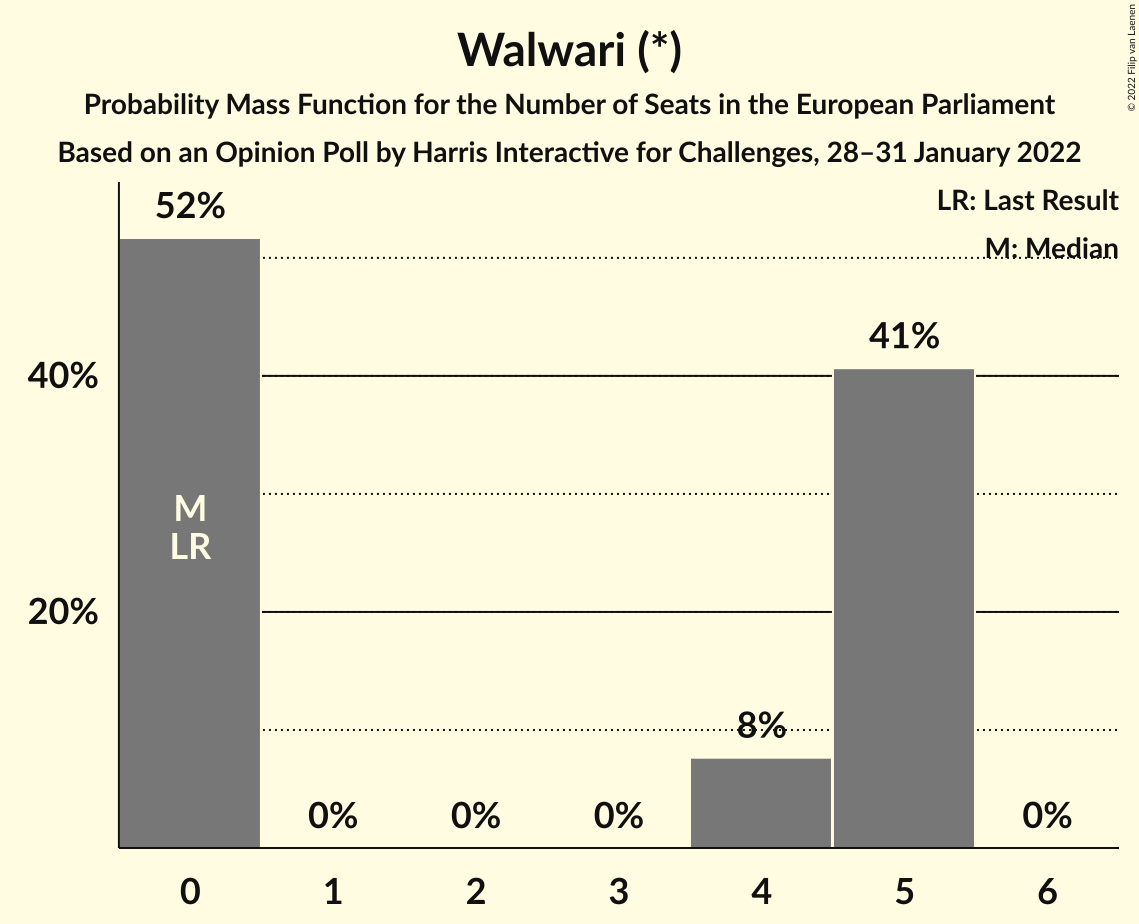 Walwari (*)
Probability Mass Function for the Number of Seats in the European Parliament
Based on an Opinion Poll by Harris Interactive for Challenges, 28–31 January 2022
© 2022 Filip van Laenen
LR: Last Result
M: Median
52%
41%
40%
M
LR
20%
8%
0%
0%
0%
0%
0
1
2
3
4
5
6